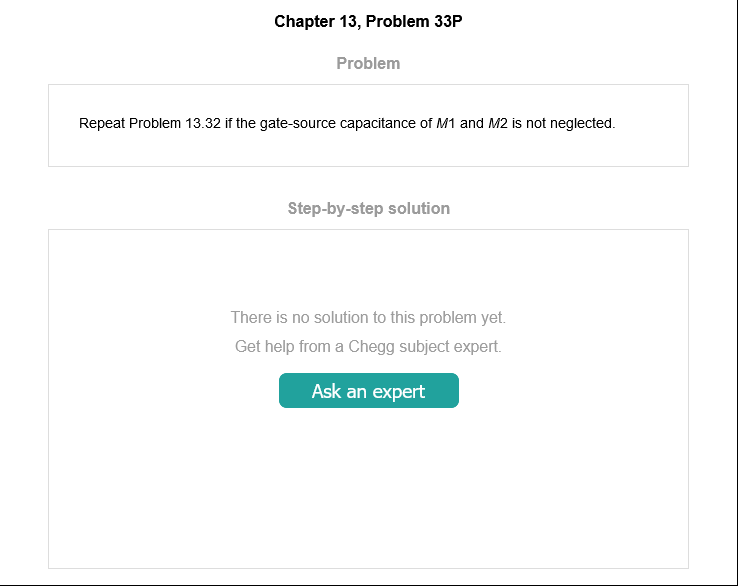 Chapter 13, Problem 33P
Problem
Repeat Problem 13.32 if the gate-source capacitance of M1 and M2 is not neglected.
Step-by-step solution
There is no solution to this problem yet.
Get help from a Chegg subject expert.
Ask an expert